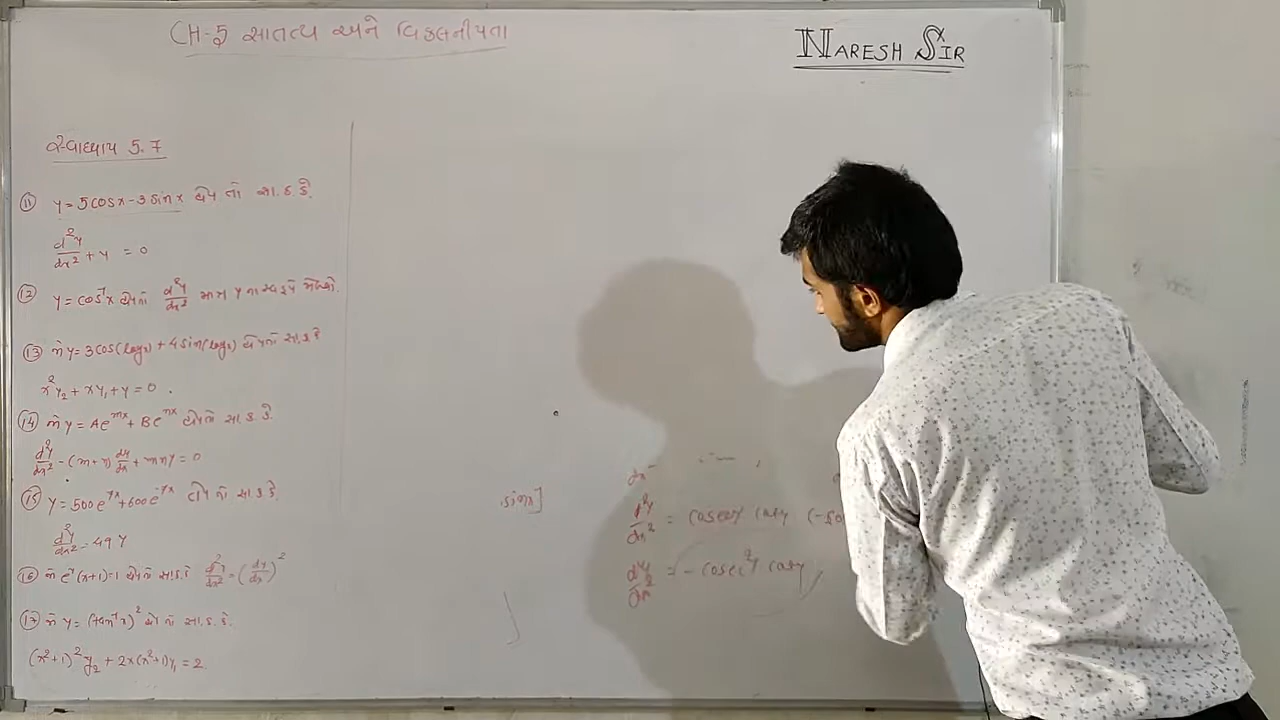 CH-5 સાતત્ય અને વિકલનીયતા
NARESH SIR
સ્વાધ્યાય 5.7
⑪ y = 5cosx - 3sinx હોય તો સા.ક.કે.
d²y/dx² + y = 0
⑫ y = cos⁻¹x હોય તો d²y/dx² માત્ર y ના સ્વરૂપે મેળવો.
⑬ જો y = 3cos(logx) + 4sin(logx) હોય તો સા.ક.કે
x²y₂ + xy₁ + y = 0 .
⑭ જો y = Ae^mx + Be^nx હોય તો સા.ક.કે.
d²y/dx² - (m+n) dy/dx + mny = 0
⑮ y = 500e^7x + 600e^-7x હોય તો સા.ક.કે.
d²y/dx² = 49y
⑯ જો e^y(x+1)=1 હોય તો સા.ક.કે d²y/dx² = (dy/dx)²
⑰ જો y = (tan⁻¹x)² હોય તો સા.ક.કે.
(x²+1)²y₂ + 2x(x²+1)y₁ = 2
sinx]
d²y/dx² = cosecy coty
d²y/dx² = - cosec²y coty